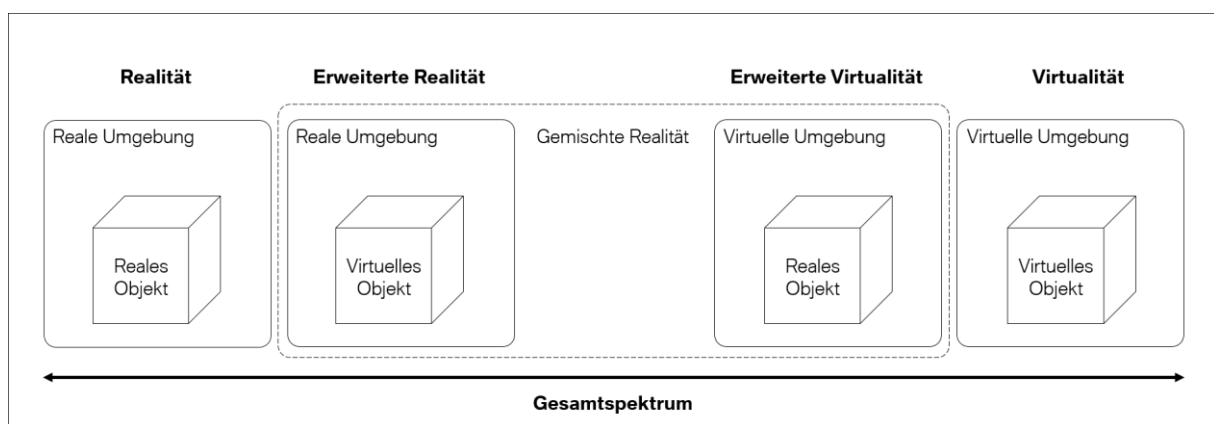 Realität
Erweiterte Realität
Erweiterte Virtualität
Virtualität
Reale Umgebung
Reale Umgebung
Gemischte Realität
Virtuelle Umgebung
Virtuelle Umgebung
Reales
Objekt
Virtuelles
Objekt
Reales
Objekt
Virtuelles
Objekt
Gesamtspektrum